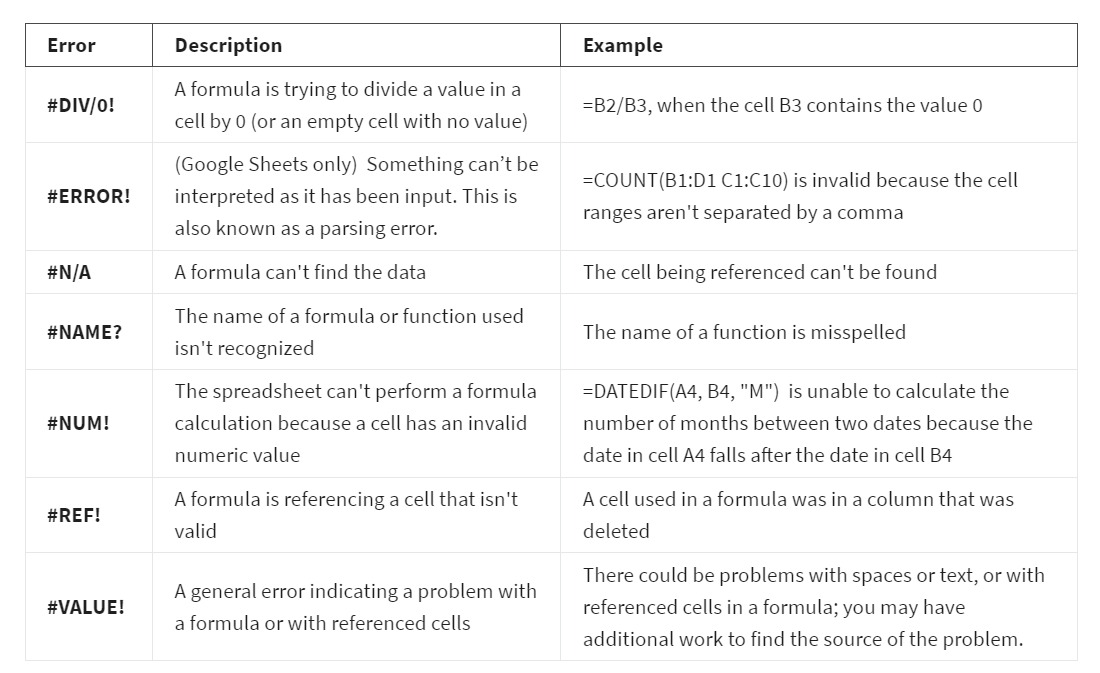 Error Description Example
#DIV/0! A formula is trying to divide a value in a
cell by 0 (or an empty cell with no value) =B2/B3, when the cell B3 contains the value 0
#ERROR! (Google Sheets only)  Something can’t be
interpreted as it has been input. This is
also known as a parsing error. =COUNT(B1:D1 C1:C10) is invalid because the cell
ranges aren't separated by a comma
#N/A A formula can't find the data The cell being referenced can't be found
#NAME? The name of a formula or function used
isn't recognized The name of a function is misspelled
#NUM! The spreadsheet can't perform a formula
calculation because a cell has an invalid
numeric value =DATEDIF(A4, B4, "M")  is unable to calculate the
number of months between two dates because the
date in cell A4 falls after the date in cell B4
#REF! A formula is referencing a cell that isn't
valid A cell used in a formula was in a column that was
deleted
#VALUE! A general error indicating a problem with
a formula or with referenced cells There could be problems with spaces or text, or with
referenced cells in a formula; you may have
additional work to find the source of the problem.